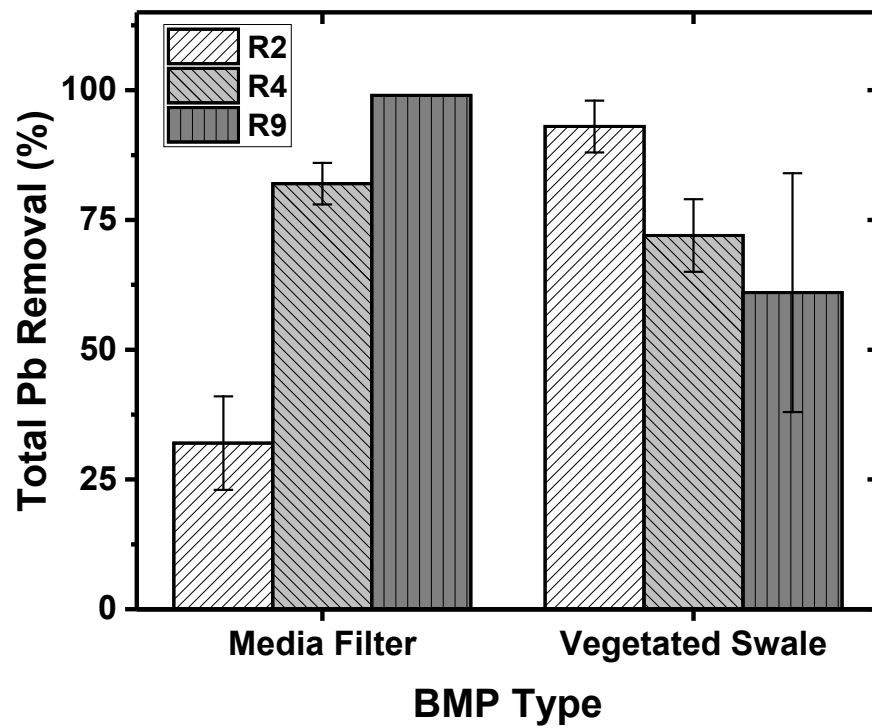 R2
R4
R9
Total Pb Removal (%)
100
75
50
25
0
Media Filter Vegetated Swale
BMP Type